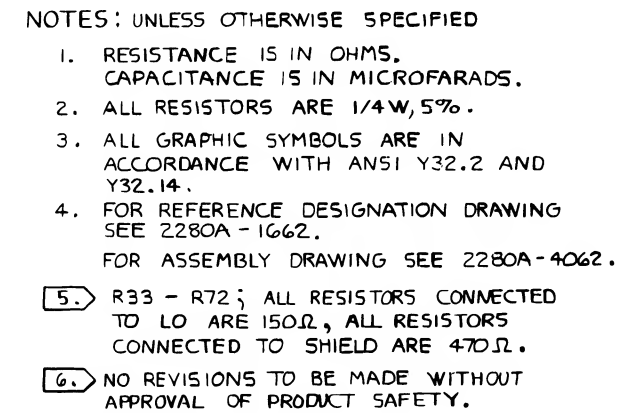 NOTES: UNLESS OTHERWISE SPECIFIED
1. RESISTANCE IS IN OHMS.
CAPACITANCE IS IN MICROFARADS.
2. ALL RESISTORS ARE 1/4W, 5%.
3. ALL GRAPHIC SYMBOLS ARE IN
ACCORDANCE WITH ANSI Y32.2 AND
Y32.14.
4. FOR REFERENCE DESIGNATION DRAWING
SEE 2280A-1662.
FOR ASSEMBLY DRAWING SEE 2280A-4062.
5. R33 - R72; ALL RESISTORS CONNECTED
TO LO ARE 150Ω, ALL RESISTORS
CONNECTED TO SHIELD ARE 470Ω.
6. NO REVISIONS TO BE MADE WITHOUT
APPROVAL OF PRODUCT SAFETY.